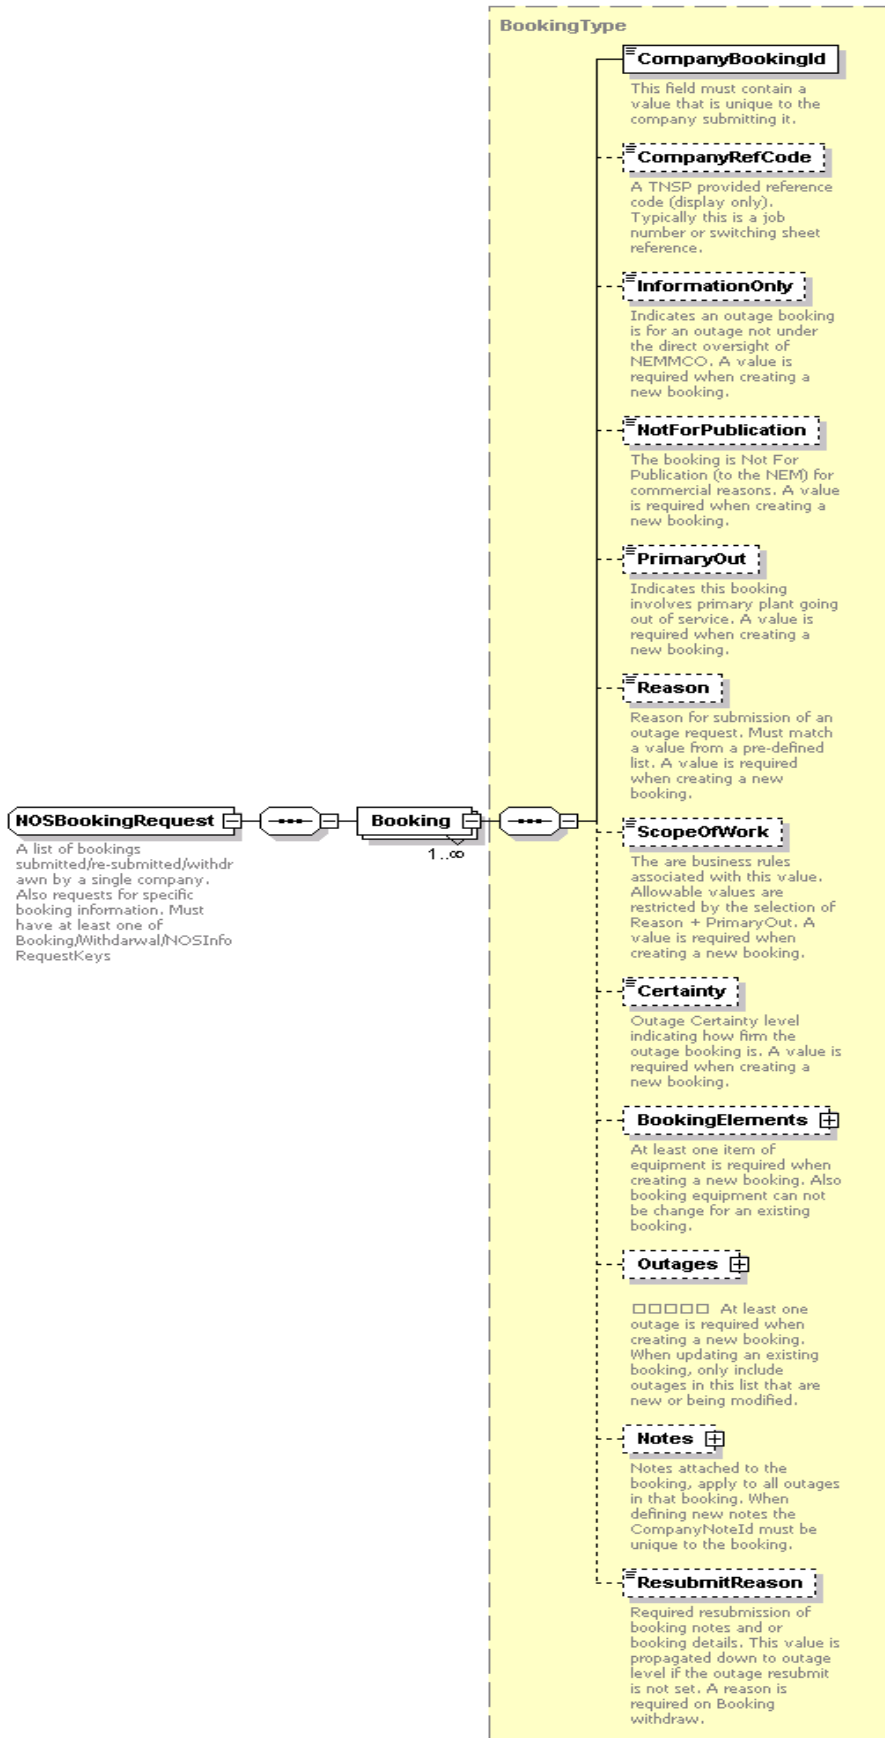 BookingType
CompanyBookingId
This field must contain a
value that is unique to the
company submitting it.
CompanyRefCode
A TNSP provided reference
code (display only).
Typically this is a job
number or switching sheet
reference.
InformationOnly
Indicates an outage booking
is for an outage not under
the direct oversight of
NEMMCO. A value is
required when creating a
new booking.
NotForPublication
The booking is Not For
Publication (to the NEM) for
commercial reasons. A value
is required when creating a
new booking.
PrimaryOut
Indicates this booking
involves primary plant going
out of service. A value is
required when creating a
new booking.
Reason
Reason for submission of an
outage request. Must match
a value from a pre-defined
list. A value is required
when creating a new
booking.
NOSBookingRequest
A list of bookings
submitted/re-submitted/withdr
awn by a single company.
Also requests for specific
booking information. Must
have at least one of
Booking/Withdarwal/NOSInfo
RequestKeys
Booking
1..∞
ScopeOfWork
The are business rules
associated with this value.
Allowable values are
restricted by the selection of
Reason + PrimaryOut. A
value is required when
creating a new booking.
Certainty
Outage Certainty level
indicating how firm the
outage booking is. A value is
required when creating a
new booking.
BookingElements
At least one item of
equipment is required when
creating a new booking. Also
booking equipment can not
be change for an existing
booking.
Outages
□□□□□ At least one
outage is required when
creating a new booking.
When updating an existing
booking, only include
outages in this list that are
new or being modified.
Notes
Notes attached to the
booking, apply to all outages
in that booking. When
defining new notes the
CompanyNoteId must be
unique to the booking.
ResubmitReason
Required resubmission of
booking notes and or
booking details. This value is
propagated down to outage
level if the outage resubmit
is not set. A reason is
required on Booking
withdraw.